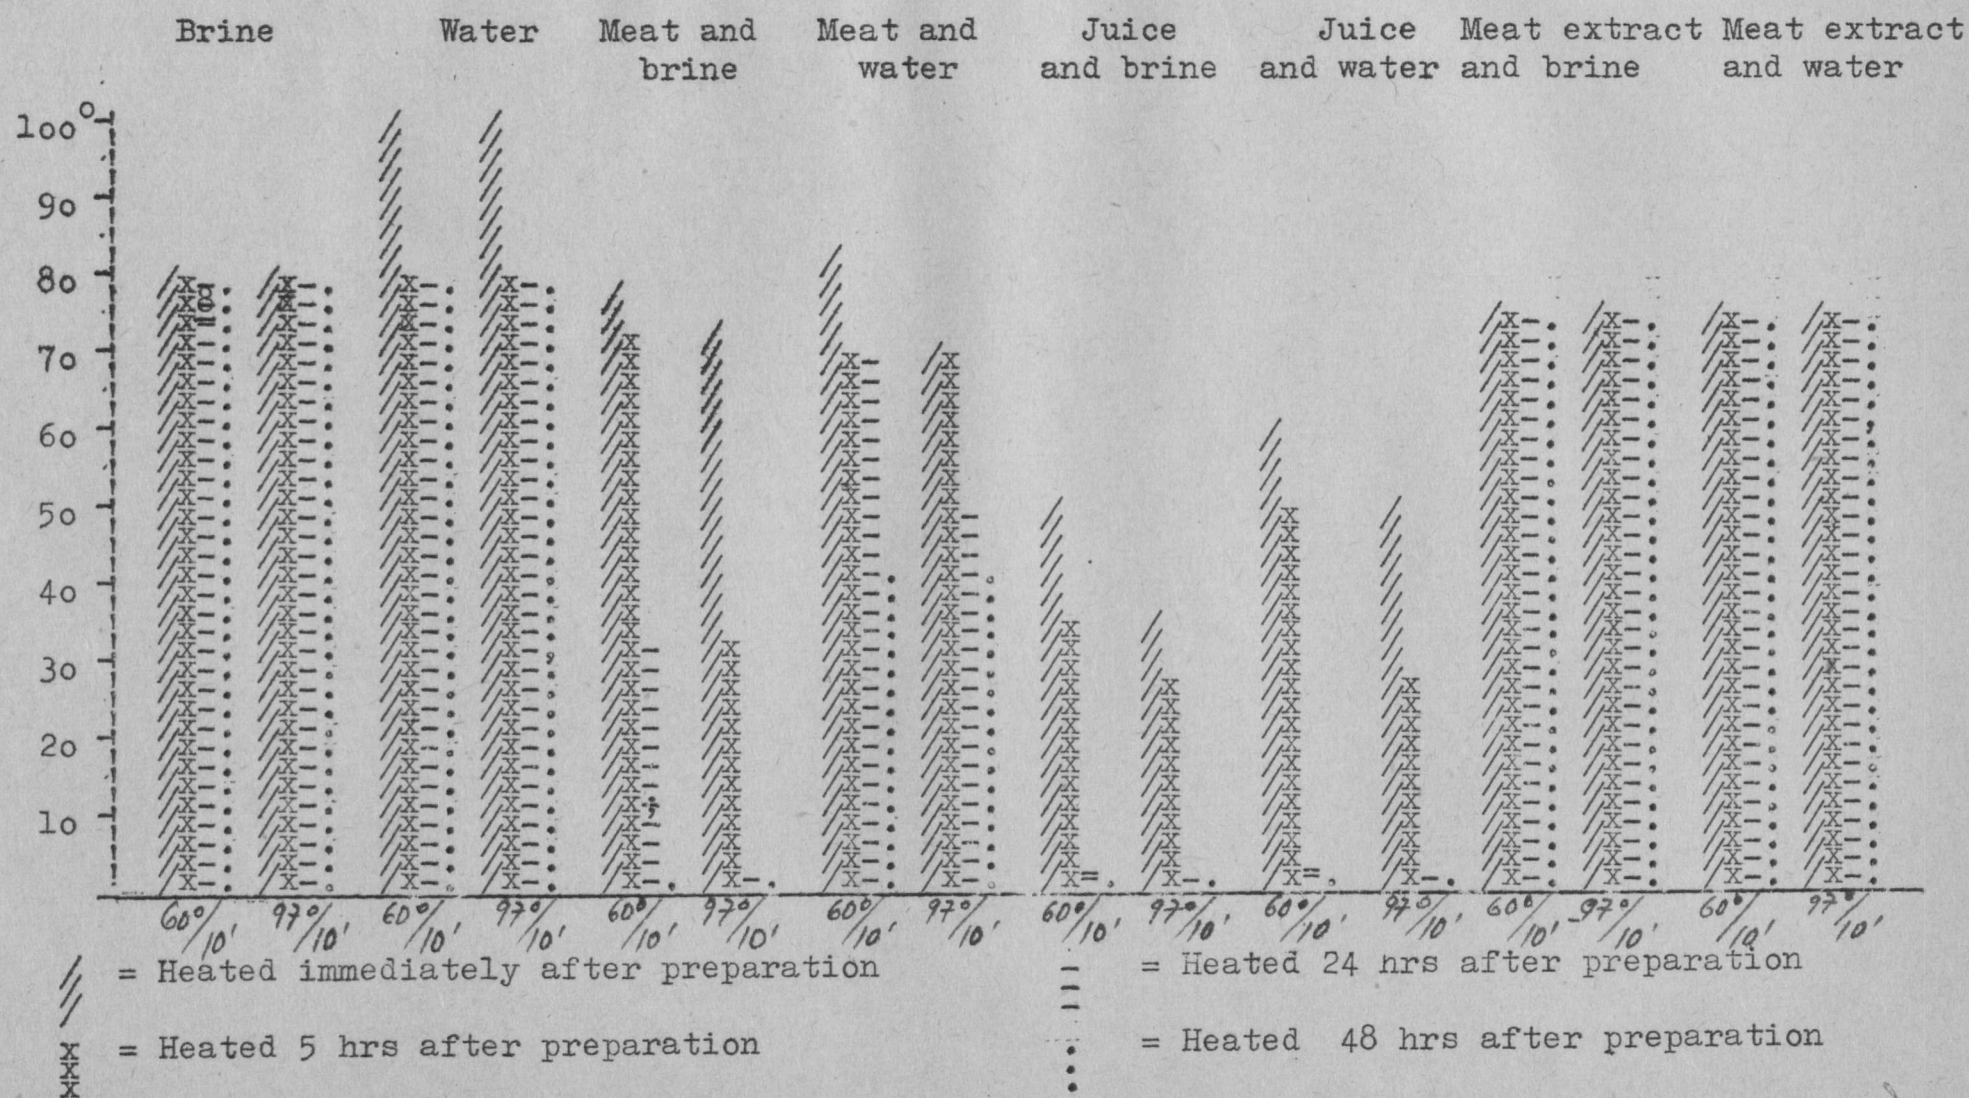 Brine Water Meat and Meat and Juice Juice Meat extract Meat extract
brine water and brine and water and brine and water
100°
90
80
70
60
50
40
30
20
10
60°/10' 97°/10' 60°/10' 97°/10' 60°/10' 97°/10' 60°/10' 97°/10' 60°/10' 97°/10' 60°/10' 97°/10' 60°/10' 97°/10' 60°/10' 97°/10'
= Heated immediately after preparation = Heated 24 hrs after preparation
= Heated 5 hrs after preparation = Heated 48 hrs after preparation